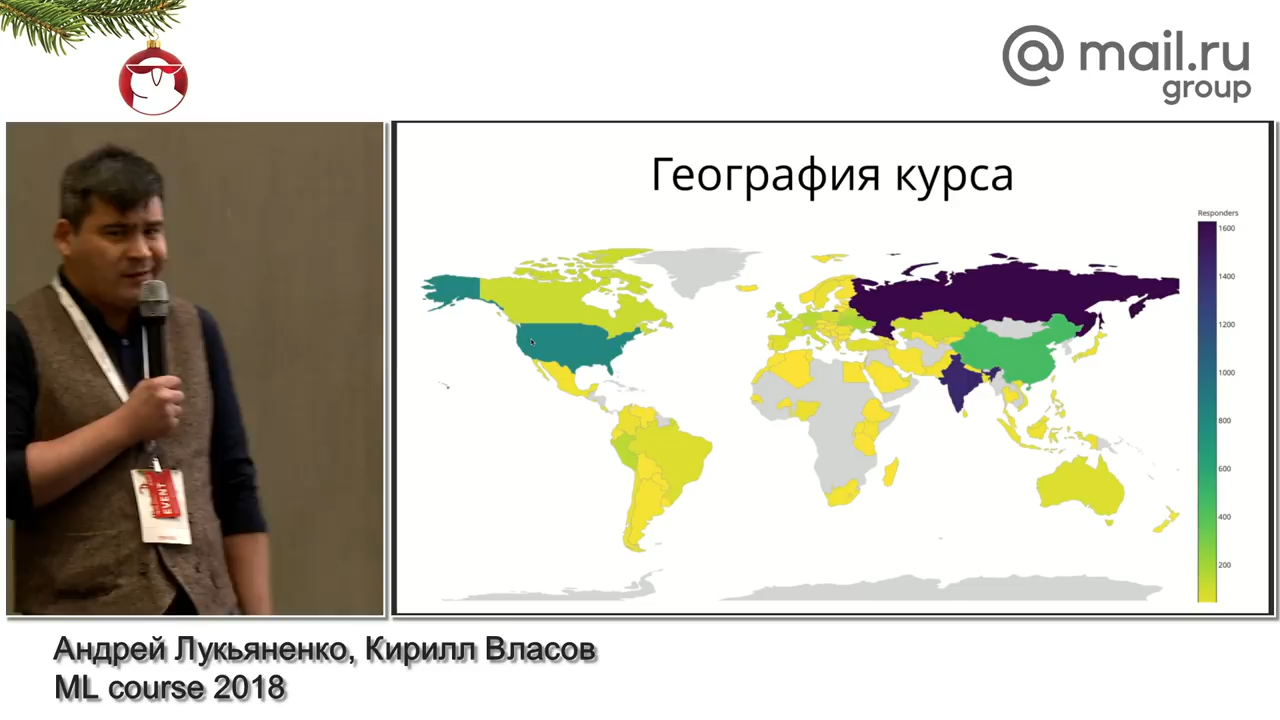 @ mail.ru
group
География курса
Responders
1600
1400
1200
1000
800
600
400
200
EVENT
Андрей Лукьяненко, Кирилл Власов
ML course 2018